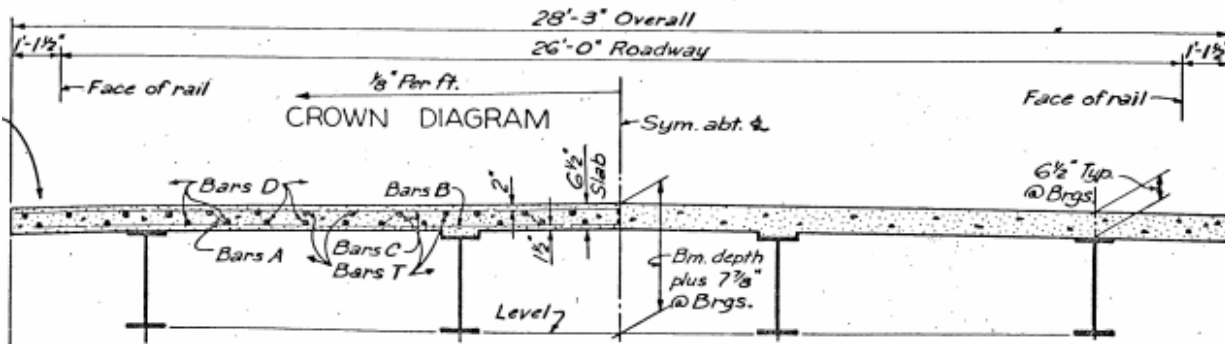 28'-3" Overall
1'-1½"
26'-0" Roadway
1'-1½"
Face of rail
⅛" Per ft.
Face of rail
CROWN DIAGRAM
Sym. abt. ℄
Bars D
Bars B
2"
6½"
Slab
6½" Typ.
@ Brgs.
Bars A
Bars C
Bars T
1½"
Bm. depth
plus 7⅞"
@ Brgs.
Level